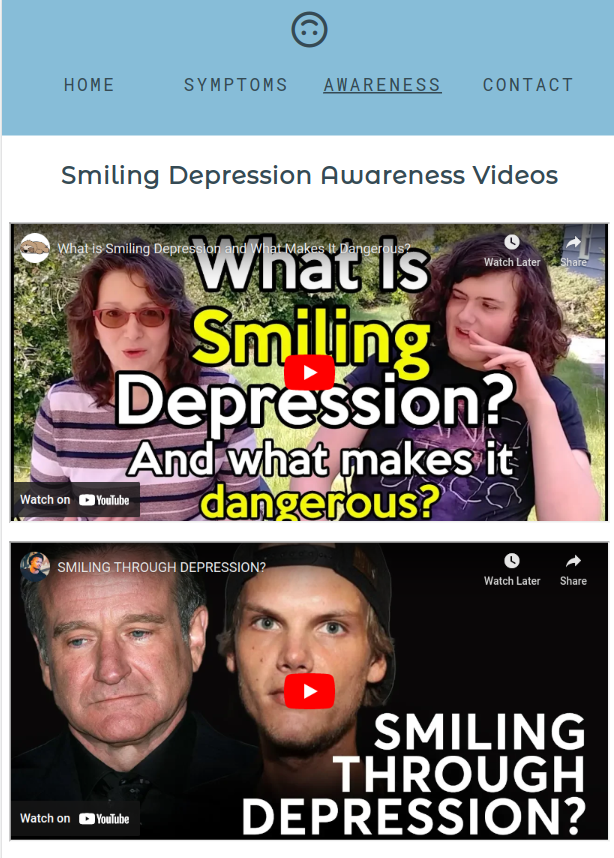 HOME SYMPTOMS AWARENESS CONTACT
Smiling Depression Awareness Videos
What is Smiling Depression and What Makes It Dangerous?
Watch Later Share
What Is
Smiling
Depression?
And what makes it
dangerous?
Watch on YouTube
SMILING THROUGH DEPRESSION?
Watch Later Share
SMILING
THROUGH
DEPRESSION?
Watch on YouTube